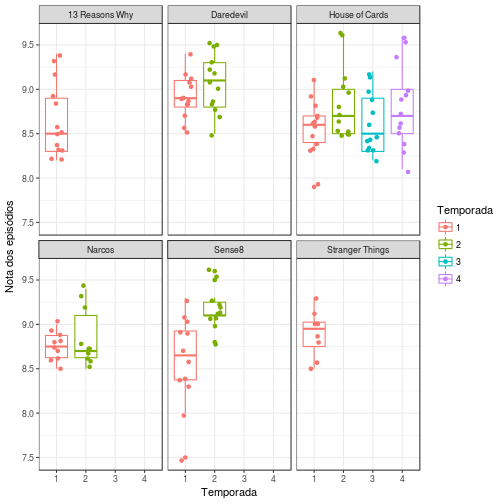 13 Reasons Why
Daredevil
House of Cards
9.5
9.0
8.5
8.0
7.5
Narcos
Sense8
Stranger Things
9.5
9.0
8.5
8.0
7.5
1 2 3 4
1 2 3 4
1 2 3 4
Temporada
Nota dos episódios
Temporada
1
2
3
4